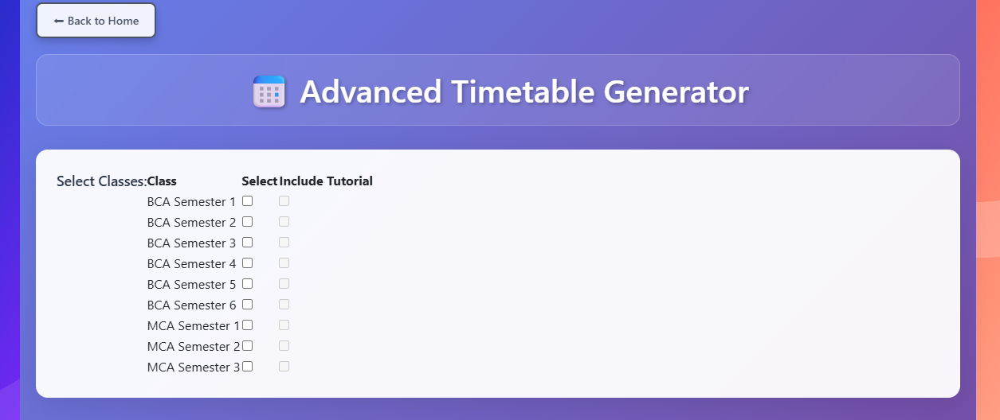 ⬅ Back to Home
📅 Advanced Timetable Generator
Select Classes: Class Select Include Tutorial
BCA Semester 1
BCA Semester 2
BCA Semester 3
BCA Semester 4
BCA Semester 5
BCA Semester 6
MCA Semester 1
MCA Semester 2
MCA Semester 3